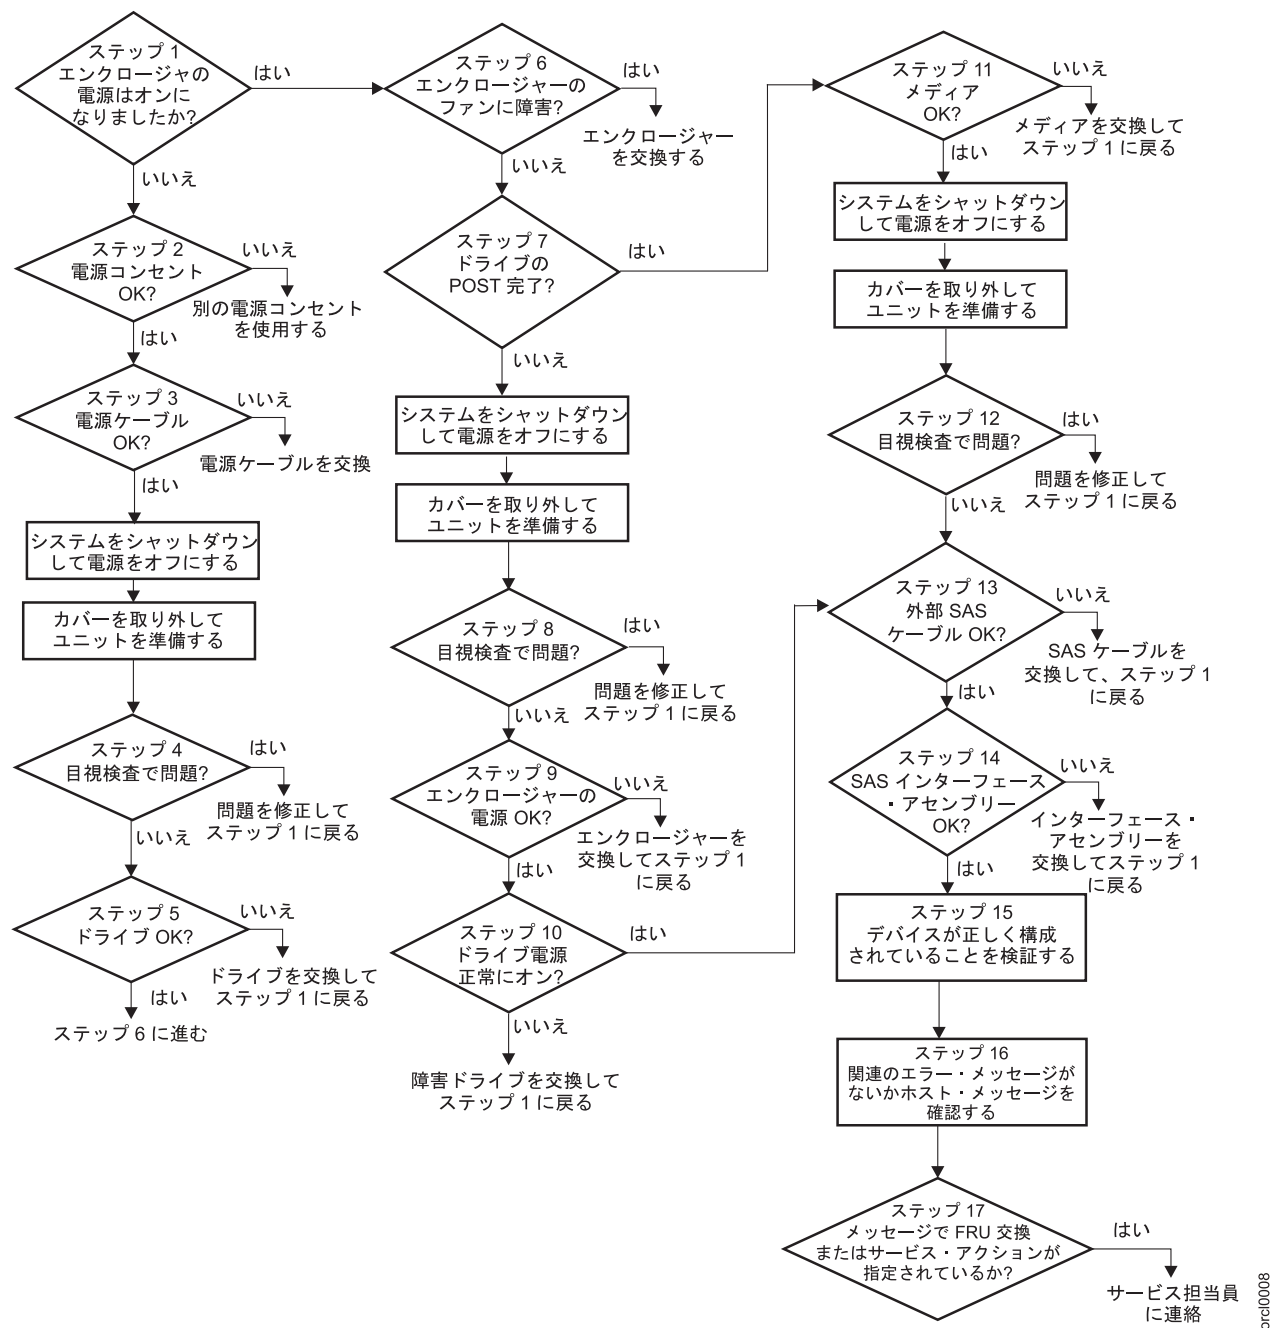 ステップ 1
エンクロージャの
電源はオンに
なりましたか?
はい
いいえ
ステップ 2
電源コンセント
OK?
いいえ
別の電源コンセント
を使用する
はい
ステップ 3
電源ケーブル
OK?
いいえ
電源ケーブルを交換
はい
システムをシャットダウン
して電源をオフにする
カバーを取り外して
ユニットを準備する
ステップ 4
目視検査で問題?
はい
問題を修正して
ステップ 1 に戻る
いいえ
ステップ 5
ドライブ OK?
いいえ
ドライブを交換して
ステップ 1 に戻る
はい
ステップ 6 に進む
ステップ 6
エンクロージャーの
ファンに障害?
はい
エンクロージャー
を交換する
いいえ
ステップ 7
ドライブの
POST 完了?
はい
いいえ
システムをシャットダウン
して電源をオフにする
カバーを取り外して
ユニットを準備する
ステップ 8
目視検査で問題?
はい
問題を修正して
ステップ 1 に戻る
いいえ
ステップ 9
エンクロージャーの
電源 OK?
いいえ
エンクロージャーを
交換してステップ 1
に戻る
はい
ステップ 10
ドライブ電源
正常にオン?
はい
いいえ
障害ドライブを交換して
ステップ 1 に戻る
ステップ 11
メディア
OK?
いいえ
メディアを交換して
ステップ 1 に戻る
はい
システムをシャットダウン
して電源をオフにする
カバーを取り外して
ユニットを準備する
ステップ 12
目視検査で問題?
はい
問題を修正して
ステップ 1 に戻る
いいえ
ステップ 13
外部 SAS
ケーブル OK?
いいえ
SAS ケーブルを
交換して、ステップ 1
に戻る
はい
ステップ 14
SAS インターフェース
・アセンブリー
OK?
いいえ
インターフェース・
アセンブリーを
交換してステップ 1
に戻る
はい
ステップ 15
デバイスが正しく構成
されていることを検証する
ステップ 16
関連のエラー・メッセージが
ないかホスト・メッセージを
確認する
ステップ 17
メッセージで FRU 交換
またはサービス・アクションが
指定されているか?
はい
サービス担当員
に連絡